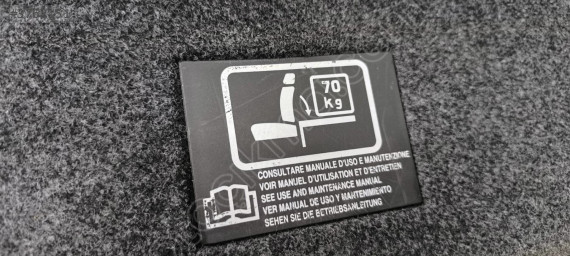 70
kg
CONSULTARE MANUALE D'USO E MANUTENZIONE
VOIR MANUEL D'UTILISATION ET D'ENTRETIEN
SEE USE AND MAINTENANCE MANUAL
VER MANUAL DE USO Y MANTENIMIENTO
SEHEN SIE DIE BETRIEBSANLEITUNG